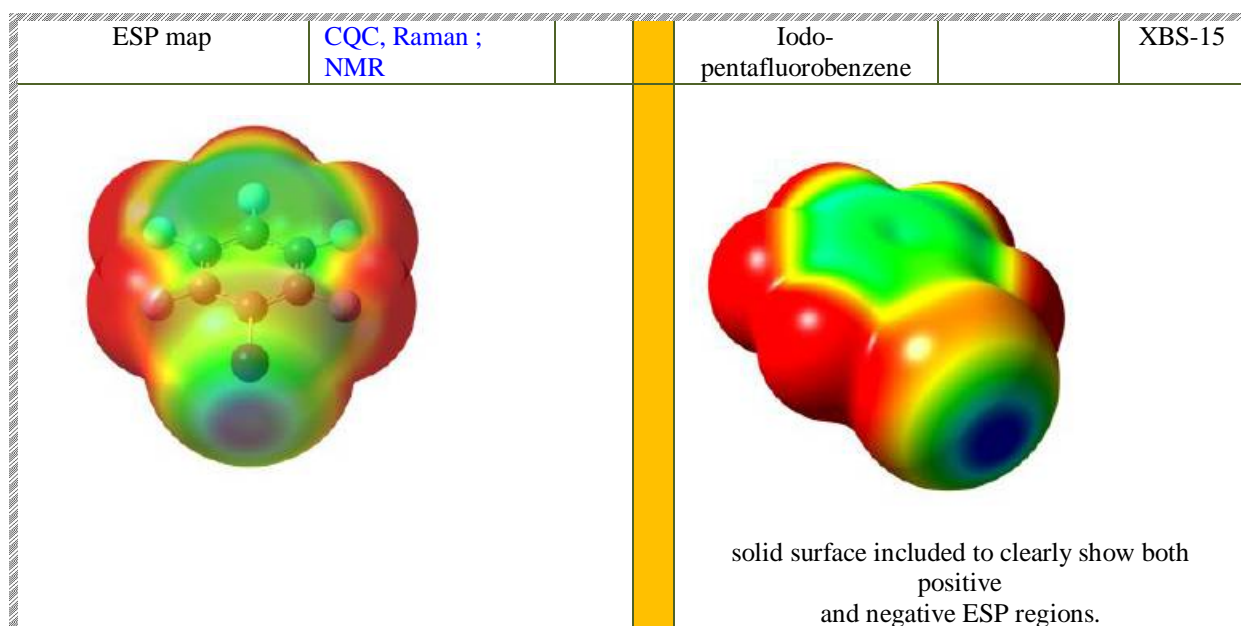 ESP map
CQC, Raman ;
NMR
Iodo-
pentafluorobenzene
XBS-15
solid surface included to clearly show both
positive
and negative ESP regions.